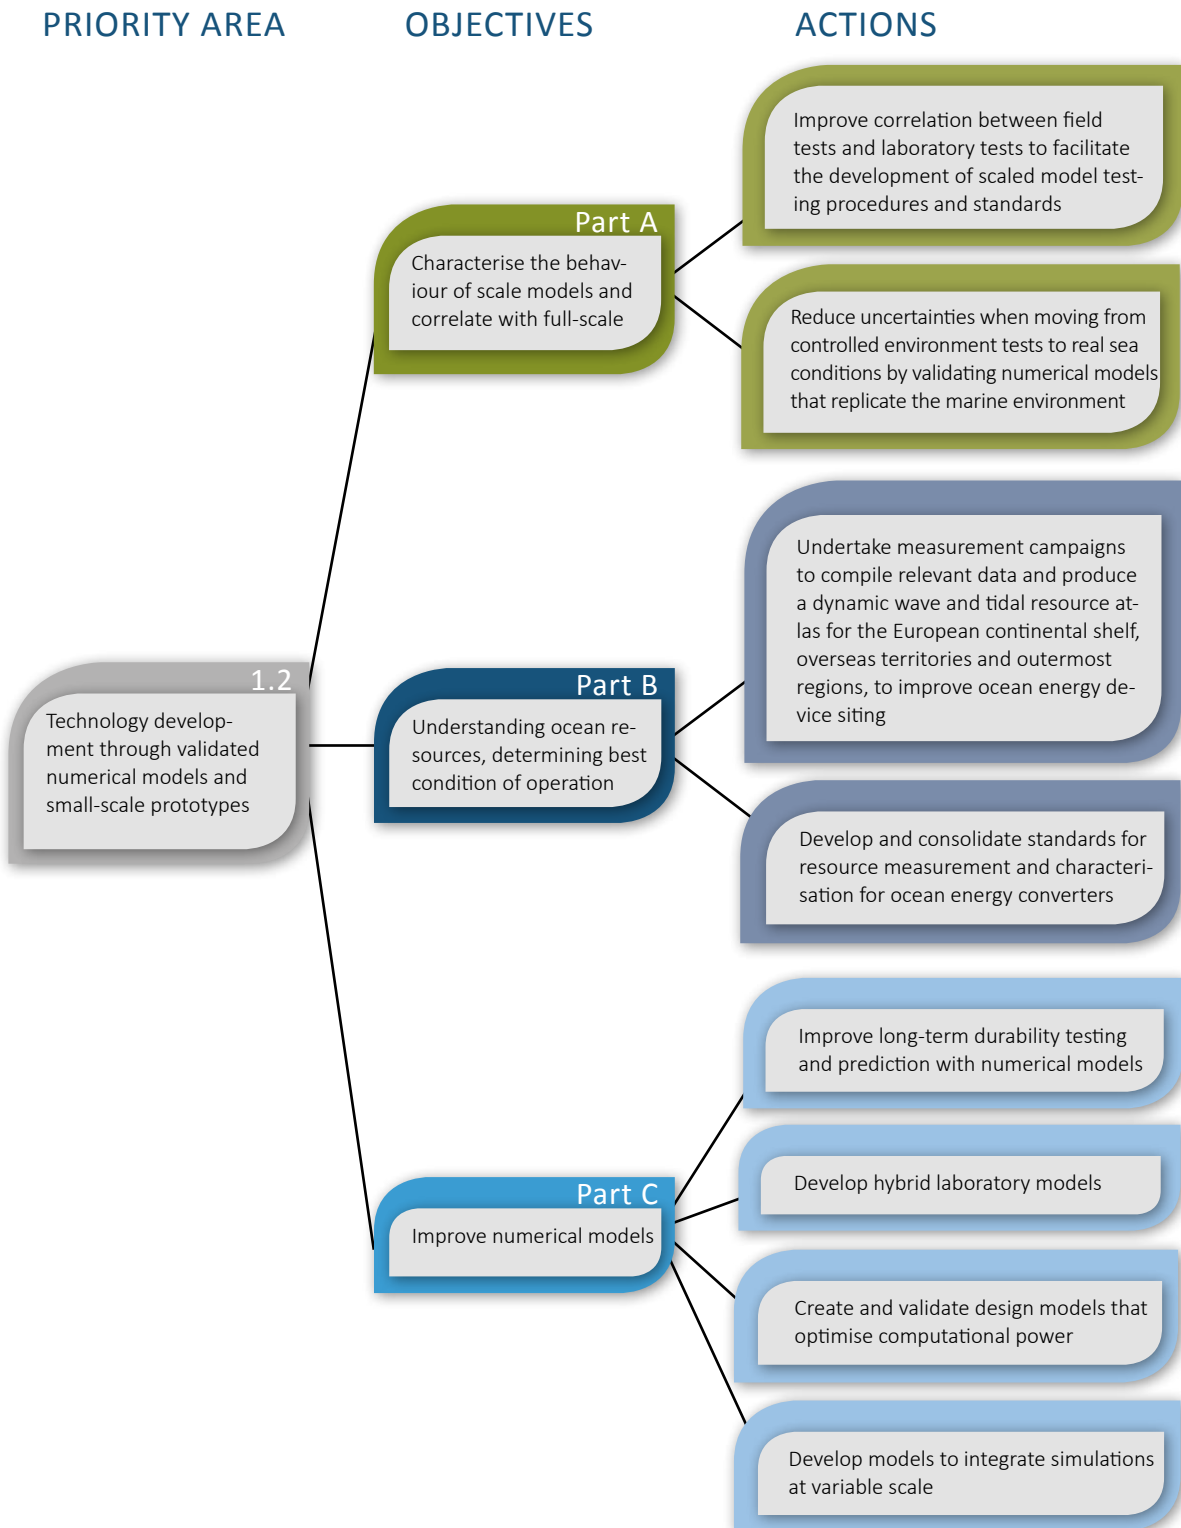 PRIORITY AREA
OBJECTIVES
ACTIONS
1.2
Technology develop-
ment through validated
numerical models and
small-scale prototypes
Part A
Characterise the behav-
iour of scale models and
correlate with full-scale
Improve correlation between field
tests and laboratory tests to facilitate
the development of scaled model test-
ing procedures and standards
Reduce uncertainties when moving from
controlled environment tests to real sea
conditions by validating numerical models
that replicate the marine environment
Part B
Understanding ocean re-
sources, determining best
condition of operation
Undertake measurement campaigns
to compile relevant data and produce
a dynamic wave and tidal resource at-
las for the European continental shelf,
overseas territories and outermost
regions, to improve ocean energy de-
vice siting
Develop and consolidate standards for
resource measurement and characteri-
sation for ocean energy converters
Part C
Improve numerical models
Improve long-term durability testing
and prediction with numerical models
Develop hybrid laboratory models
Create and validate design models that
optimise computational power
Develop models to integrate simulations
at variable scale